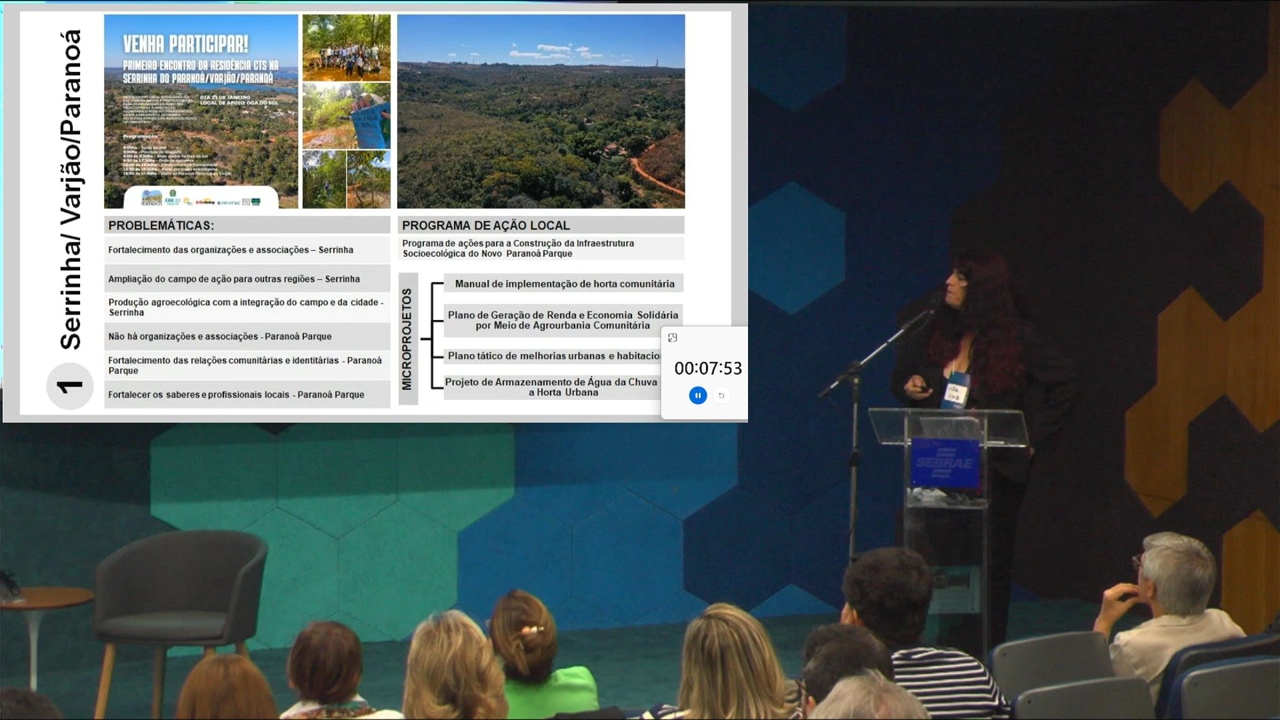 Serrinha/ Varjão/Paranoá
1
VENHA PARTICIPAR!
PRIMEIRO ENCONTRO DA RESIDÊNCIA CTS NA
SERRINHA DO PARANOÁ/VARJÃO/PARANOÁ
PROBLEMÁTICAS:
Fortalecimento das organizações e associações – Serrinha
Ampliação do campo de ação para outras regiões – Serrinha
Produção agroecológica com a integração do campo e da cidade -
Serrinha
Não há organizações e associações - Paranoá Parque
Fortalecimento das relações comunitárias e identitárias - Paranoá
Parque
Fortalecer os saberes e profissionais locais - Paranoá Parque
PROGRAMA DE AÇÃO LOCAL
Programa de ações para a Construção da Infraestrutura
Socioecológica do Novo Paranoá Parque
MICROPROJETOS
Manual de implementação de horta comunitária
Plano de Geração de Renda e Economia Solidária
por Meio de Agrourbania Comunitária
Plano tático de melhorias urbanas e habitacio
Projeto de Armazenamento de Água da Chuva
a Horta Urbana
00:07:53
SEBRAE